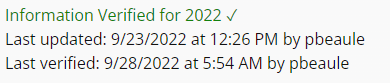 Information Verified for 2022 ✓
Last updated: 9/23/2022 at 12:26 PM by pbeaule
Last verified: 9/28/2022 at 5:54 AM by pbeaule